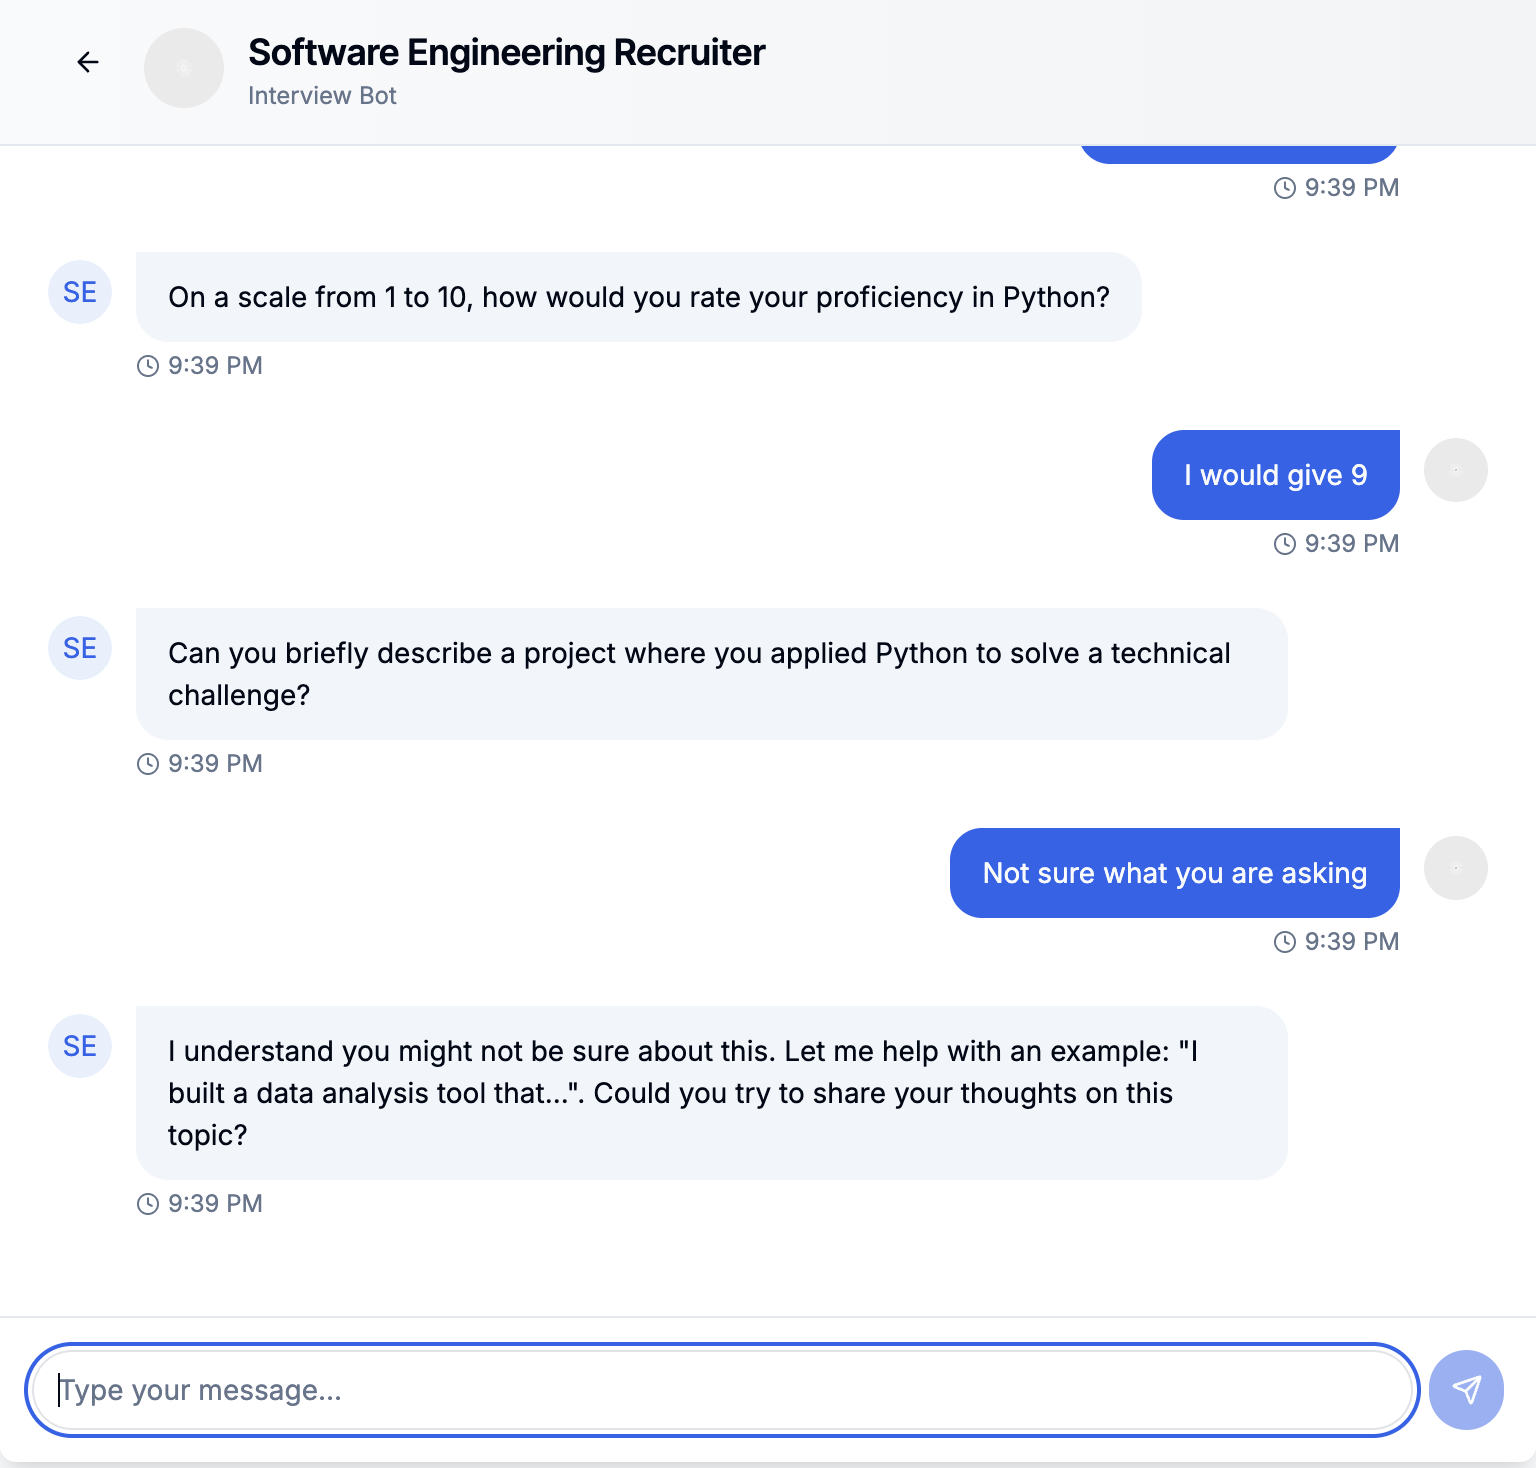 Software Engineering Recruiter
Interview Bot
9:39 PM
SE
On a scale from 1 to 10, how would you rate your proficiency in Python?
9:39 PM
I would give 9
9:39 PM
SE
Can you briefly describe a project where you applied Python to solve a technical
challenge?
9:39 PM
Not sure what you are asking
9:39 PM
SE
I understand you might not be sure about this. Let me help with an example: "I
built a data analysis tool that...". Could you try to share your thoughts on this
topic?
9:39 PM
Type your message...